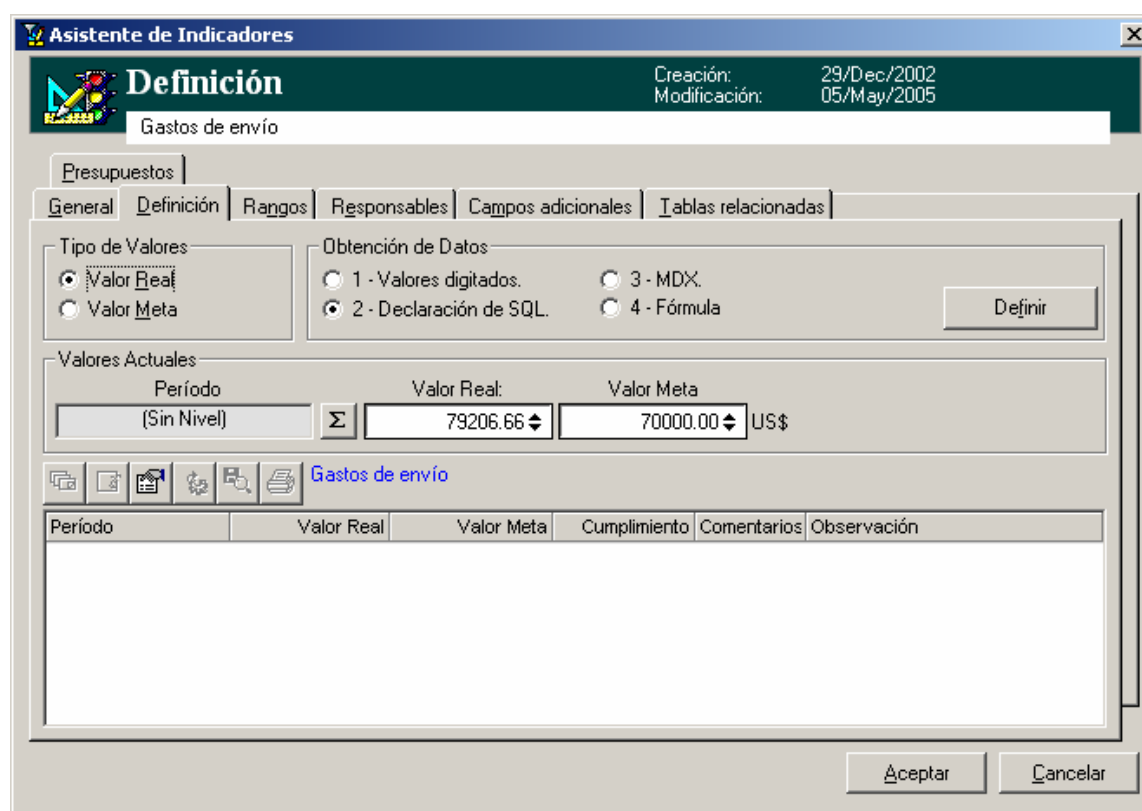 Asistente de Indicadores
Definición
Creación: 29/Dec/2002
Modificación: 05/May/2005
Gastos de envío
Presupuestos
General Definición Rangos Responsables Campos adicionales Tablas relacionadas
Tipo de Valores Obtención de Datos
Valor Real 1 - Valores digitados. 3 - MDX.
Valor Meta 2 - Declaración de SQL. 4 - Fórmula Definir
Valores Actuales
Período Valor Real: Valor Meta
(Sin Nivel) Σ 79206.66 70000.00 US$
Gastos de envío
Período Valor Real Valor Meta Cumplimiento Comentarios Observación
Aceptar Cancelar